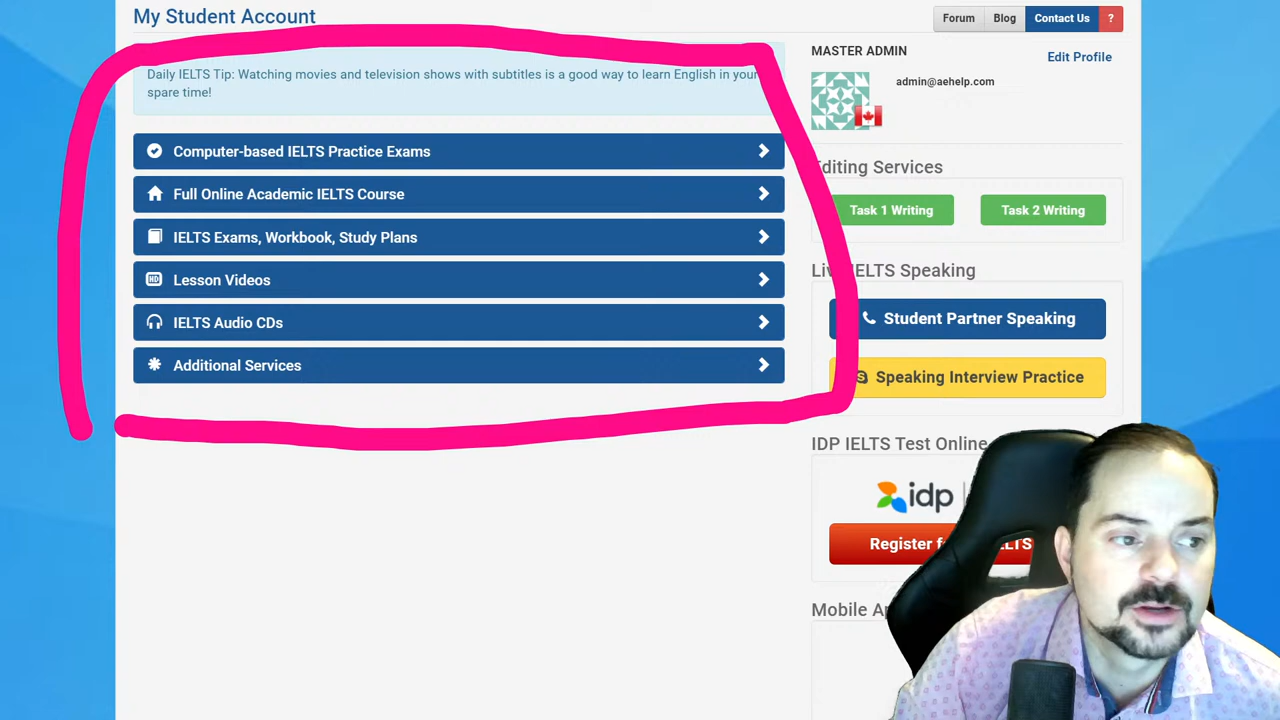 My Student Account
Forum
Blog
Contact Us
?
Daily IELTS Tip: Watching movies and television shows with subtitles is a good way to learn English in your
spare time!
Computer-based IELTS Practice Exams
Full Online Academic IELTS Course
IELTS Exams, Workbook, Study Plans
HD
Lesson Videos
IELTS Audio CDs
Additional Services
MASTER ADMIN
Edit Profile
admin@aehelp.com
Editing Services
Task 1 Writing
Task 2 Writing
IELTS Speaking
Student Partner Speaking
Speaking Interview Practice
IDP IELTS Test Online
idp
Register
Mobile